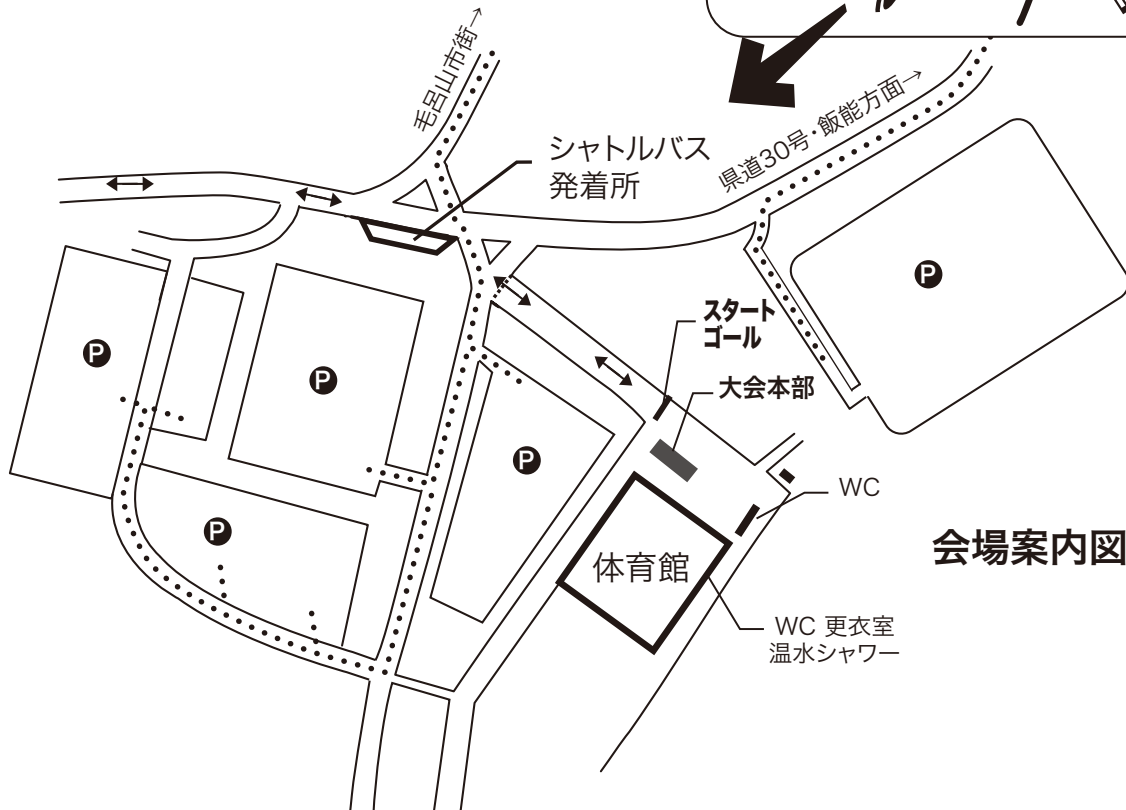 毛呂山市街→
シャトルバス
発着所
県道30号・飯能方面→
P
スタート
ゴール
P
大会本部
P
P
WC
P
会場案内図
体育館
WC 更衣室
温水シャワー